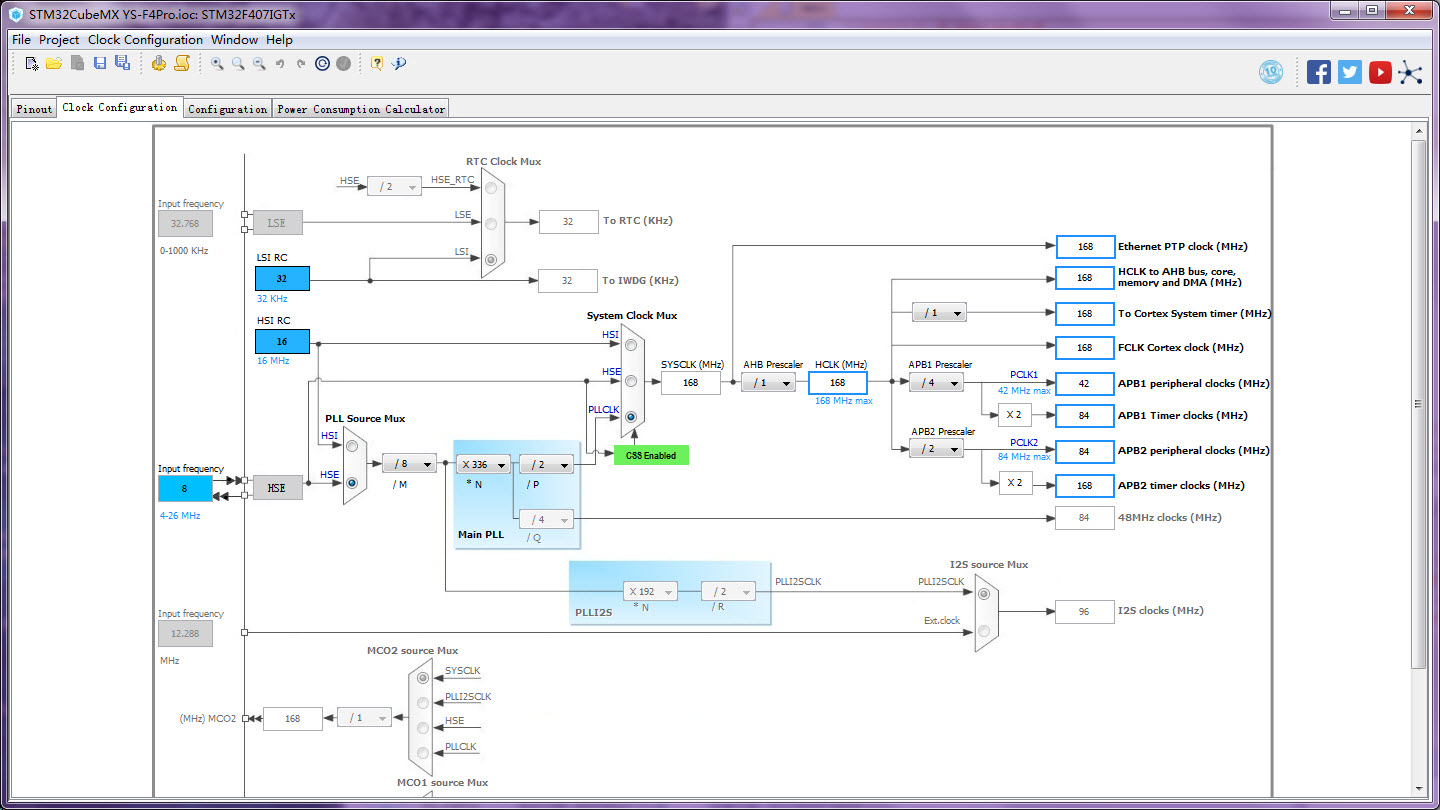 STM32CubeMX YS-F4Pro.ioc: STM32F407IGTx
File Project Clock Configuration Window Help
Pinout Clock Configuration Configuration Power Consumption Calculator
RTC Clock Mux
HSE / 2 HSE_RTC
Input frequency
32.768
LSE
LSE
32
To RTC (KHz)
0-1000 KHz
LSI RC
32
32 KHz
LSI
32
To IWDG (KHz)
HSI RC
16
16 MHz
System Clock Mux
HSI
HSE
PLLCLK
CSS Enabled
SYSCLK (MHz)
168
AHB Prescaler
/ 1
HCLK (MHz)
168
168 MHz max
168
Ethernet PTP clock (MHz)
168
HCLK to AHB bus, core,
memory and DMA (MHz)
/ 1
168
To Cortex System timer (MHz)
168
FCLK Cortex clock (MHz)
APB1 Prescaler
/ 4
PCLK1
42 MHz max
42
APB1 peripheral clocks (MHz)
X 2
84
APB1 Timer clocks (MHz)
APB2 Prescaler
/ 2
PCLK2
84 MHz max
84
APB2 peripheral clocks (MHz)
X 2
168
APB2 timer clocks (MHz)
84
48MHz clocks (MHz)
PLL Source Mux
HSI
HSE
Input frequency
8
4-26 MHz
HSE
/ 8
/ M
X 336
* N
/ 2
/ P
/ 4
/ Q
Main PLL
X 192
* N
/ 2
/ R
PLLI2S
PLLI2SCLK
I2S source Mux
PLLI2SCLK
Ext.clock
96
I2S clocks (MHz)
Input frequency
12.288
MHz
MCO2 source Mux
SYSCLK
PLLI2SCLK
HSE
PLLCLK
(MHz) MCO2
168
/ 1
MCO1 source Mux